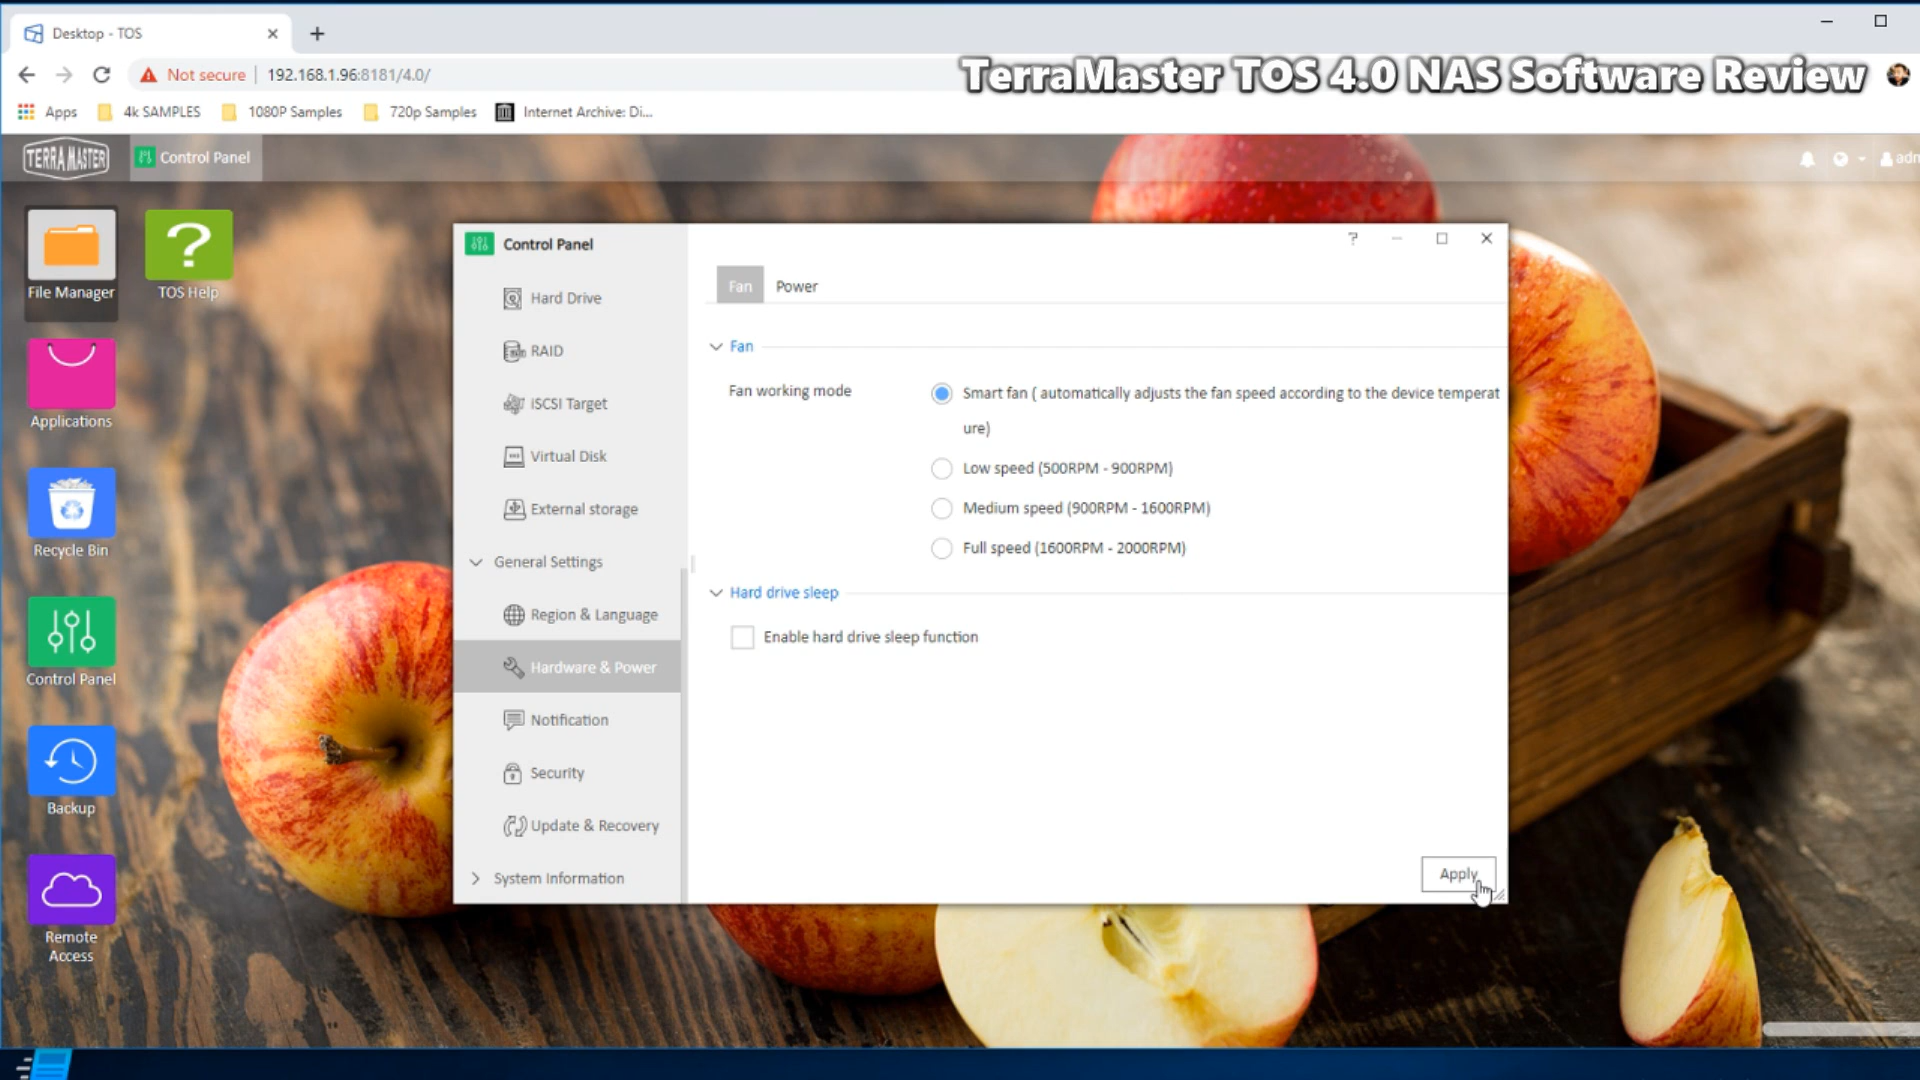 Desktop - TOS
Not secure | 192.168.1.96:8181/4.0/
TerraMaster TOS 4.0 NAS Software Review
Apps
4k SAMPLES
1080P Samples
720p Samples
Internet Archive: Di...
TERRAMASTER
Control Panel
adm
File Manager
TOS Help
Applications
Recycle Bin
Control Panel
Backup
Remote
Access
Control Panel
Hard Drive
RAID
iSCSI Target
Virtual Disk
External storage
General Settings
Region & Language
Hardware & Power
Notification
Security
Update & Recovery
System Information
?
Fan
Power
Fan
Fan working mode
Smart fan ( automatically adjusts the fan speed according to the device temperat
ure)
Low speed (500RPM - 900RPM)
Medium speed (900RPM - 1600RPM)
Full speed (1600RPM - 2000RPM)
Hard drive sleep
Enable hard drive sleep function
Apply